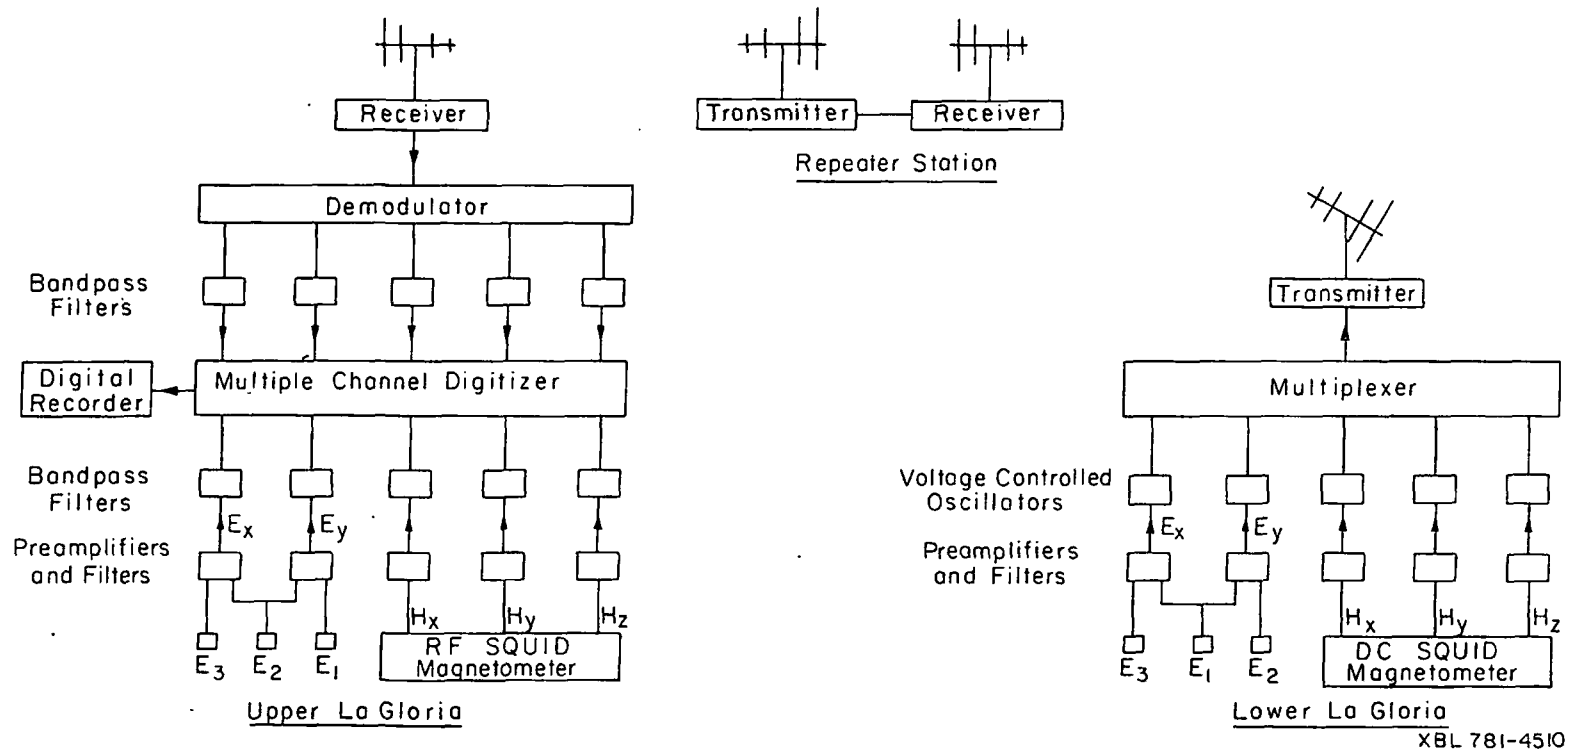 Receiver
Transmitter
Receiver
Repeater Station
Demodulator
Bandpass
Filters
Transmitter
Digital
Recorder
Multiple Channel Digitizer
Multiplexer
Bandpass
Filters
Voltage Controlled
Oscillators
Ex
Ey
Ex
Ey
Preamplifiers
and Filters
Preamplifiers
and Filters
Hx
Hy
Hz
Hx
Hy
Hz
E3
E2
E1
RF SQUID
Magnetometer
E3
E1
E2
DC SQUID
Magnetometer
Upper La Gloria
Lower La Gloria
XBL 781-4510